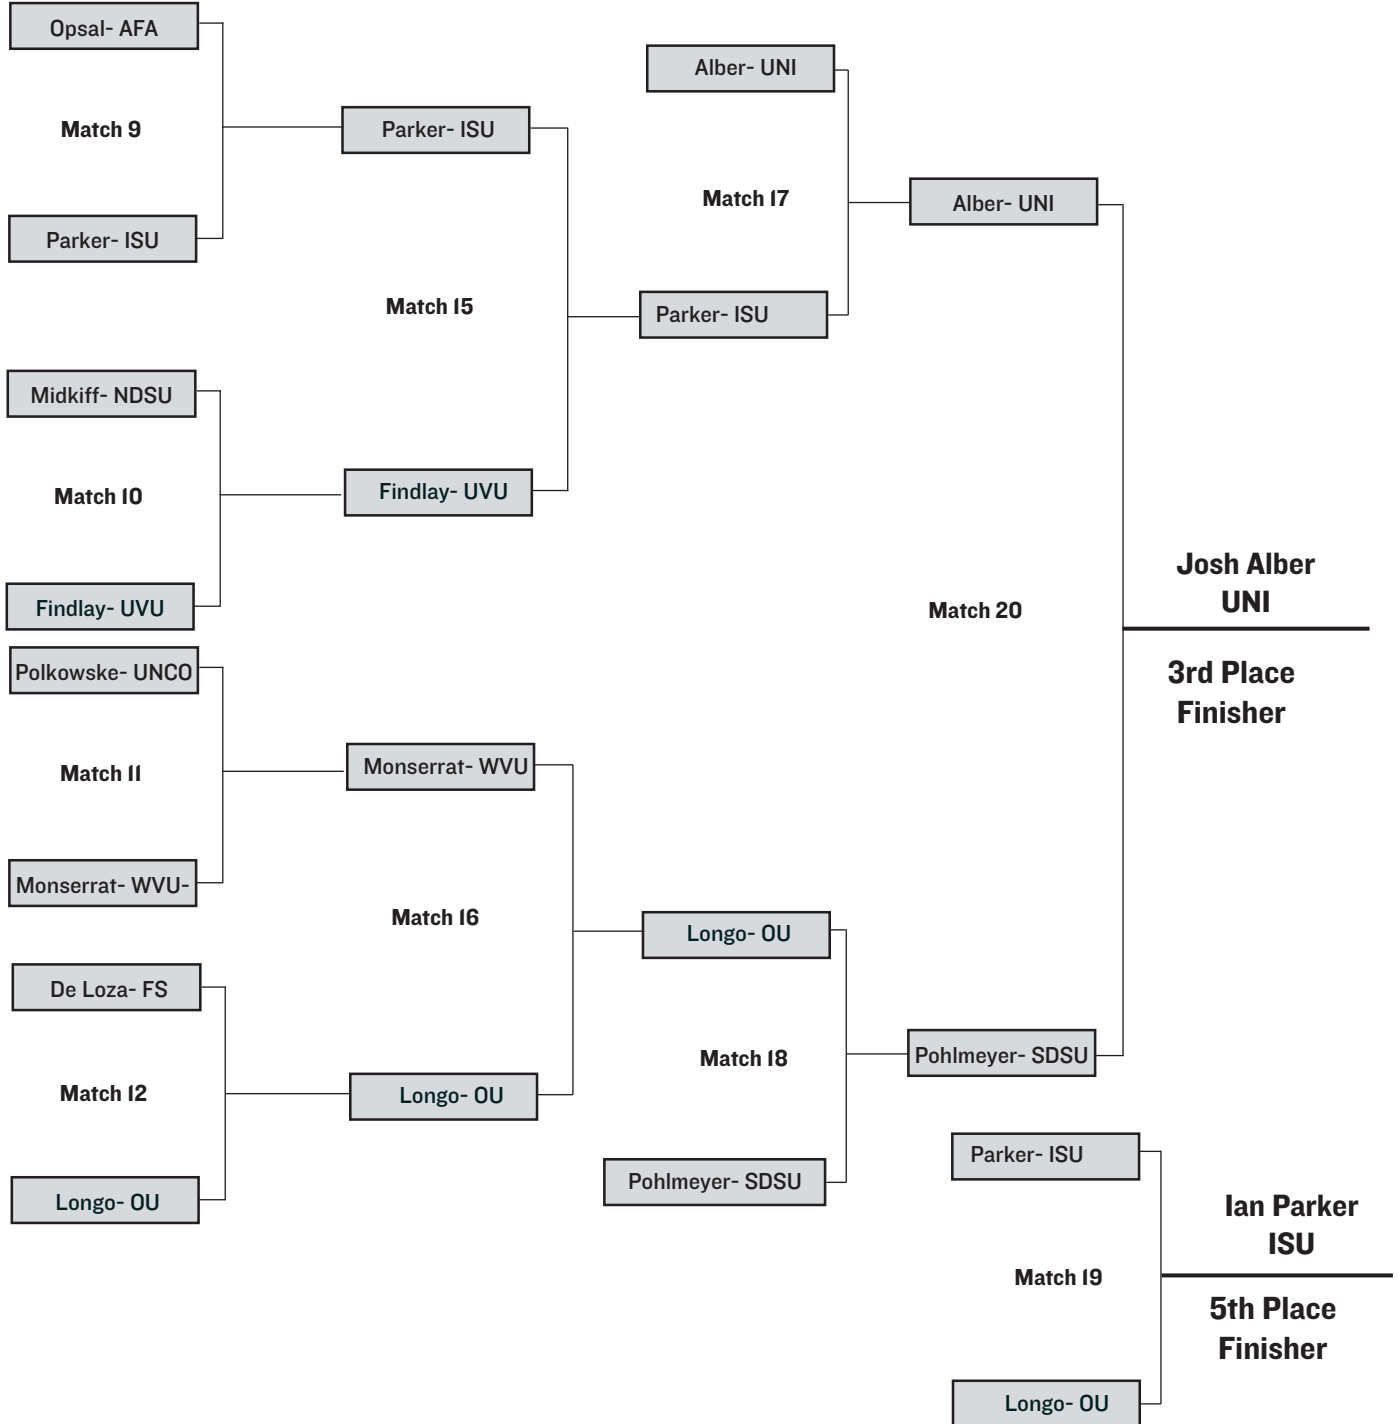 Opsal- AFA
Match 9
Parker- ISU
Parker- ISU
Match 15
Midkiff- NDSU
Match 10
Findlay- UVU
Findlay- UVU
Alber- UNI
Match 17
Parker- ISU
Alber- UNI
Polkowske- UNCO
Match 11
Monserrat- WVU-
Monserrat- WVU
Match 16
De Loza- FS
Match 12
Longo- OU
Longo- OU
Longo- OU
Match 18
Pohlmeyer- SDSU
Pohlmeyer- SDSU
Match 20
Josh Alber
UNI
3rd Place
Finisher
Parker- ISU
Match 19
Longo- OU
Ian Parker
ISU
5th Place
Finisher